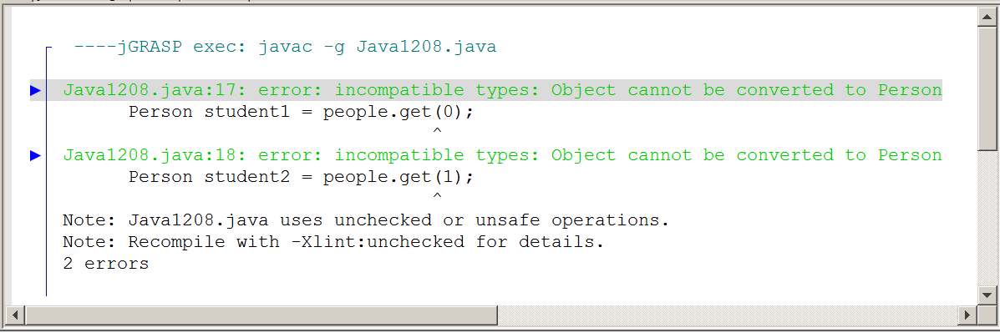 ----jGRASP exec: javac -g Java1208.java
Java1208.java:17: error: incompatible types: Object cannot be converted to Person
Person student1 = people.get(0);
^
Java1208.java:18: error: incompatible types: Object cannot be converted to Person
Person student2 = people.get(1);
^
Note: Java1208.java uses unchecked or unsafe operations.
Note: Recompile with -Xlint:unchecked for details.
2 errors